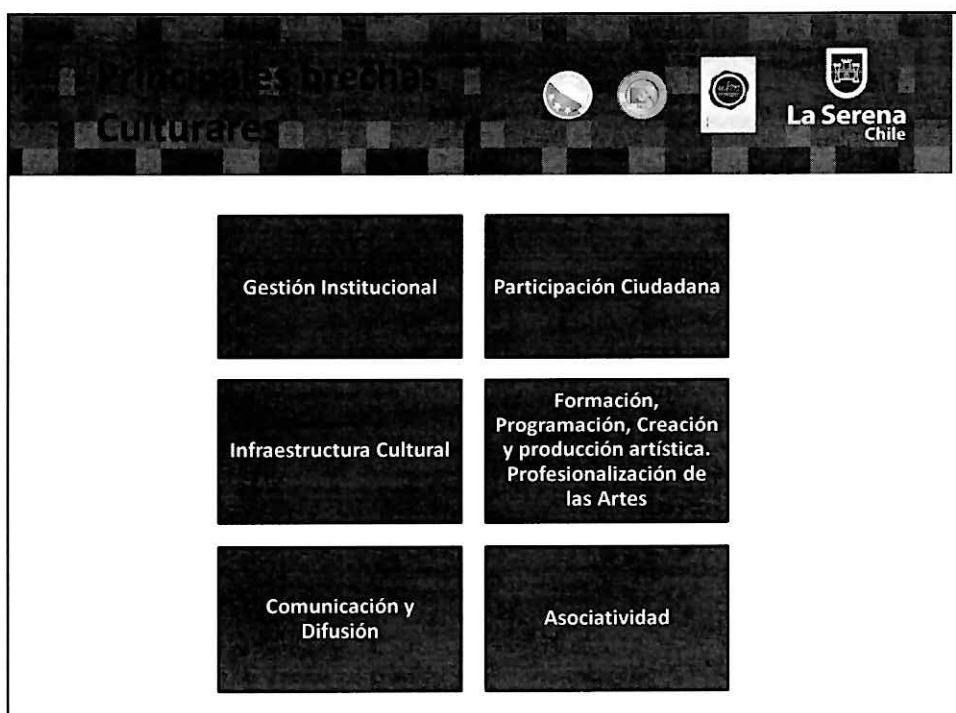 Principales brechas
Culturares
La Serena
Chile
Gestión Institucional
Participación Ciudadana
Infraestructura Cultural
Formación,
Programación, Creación
y producción artística.
Profesionalización de
las Artes
Comunicación y
Difusión
Asociatividad